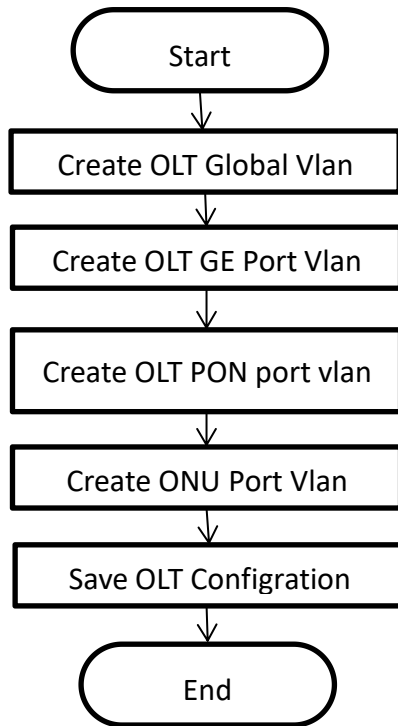 Start
Create OLT Global Vlan
Create OLT GE Port Vlan
Create OLT PON port vlan
Create ONU Port Vlan
Save OLT Configration
End